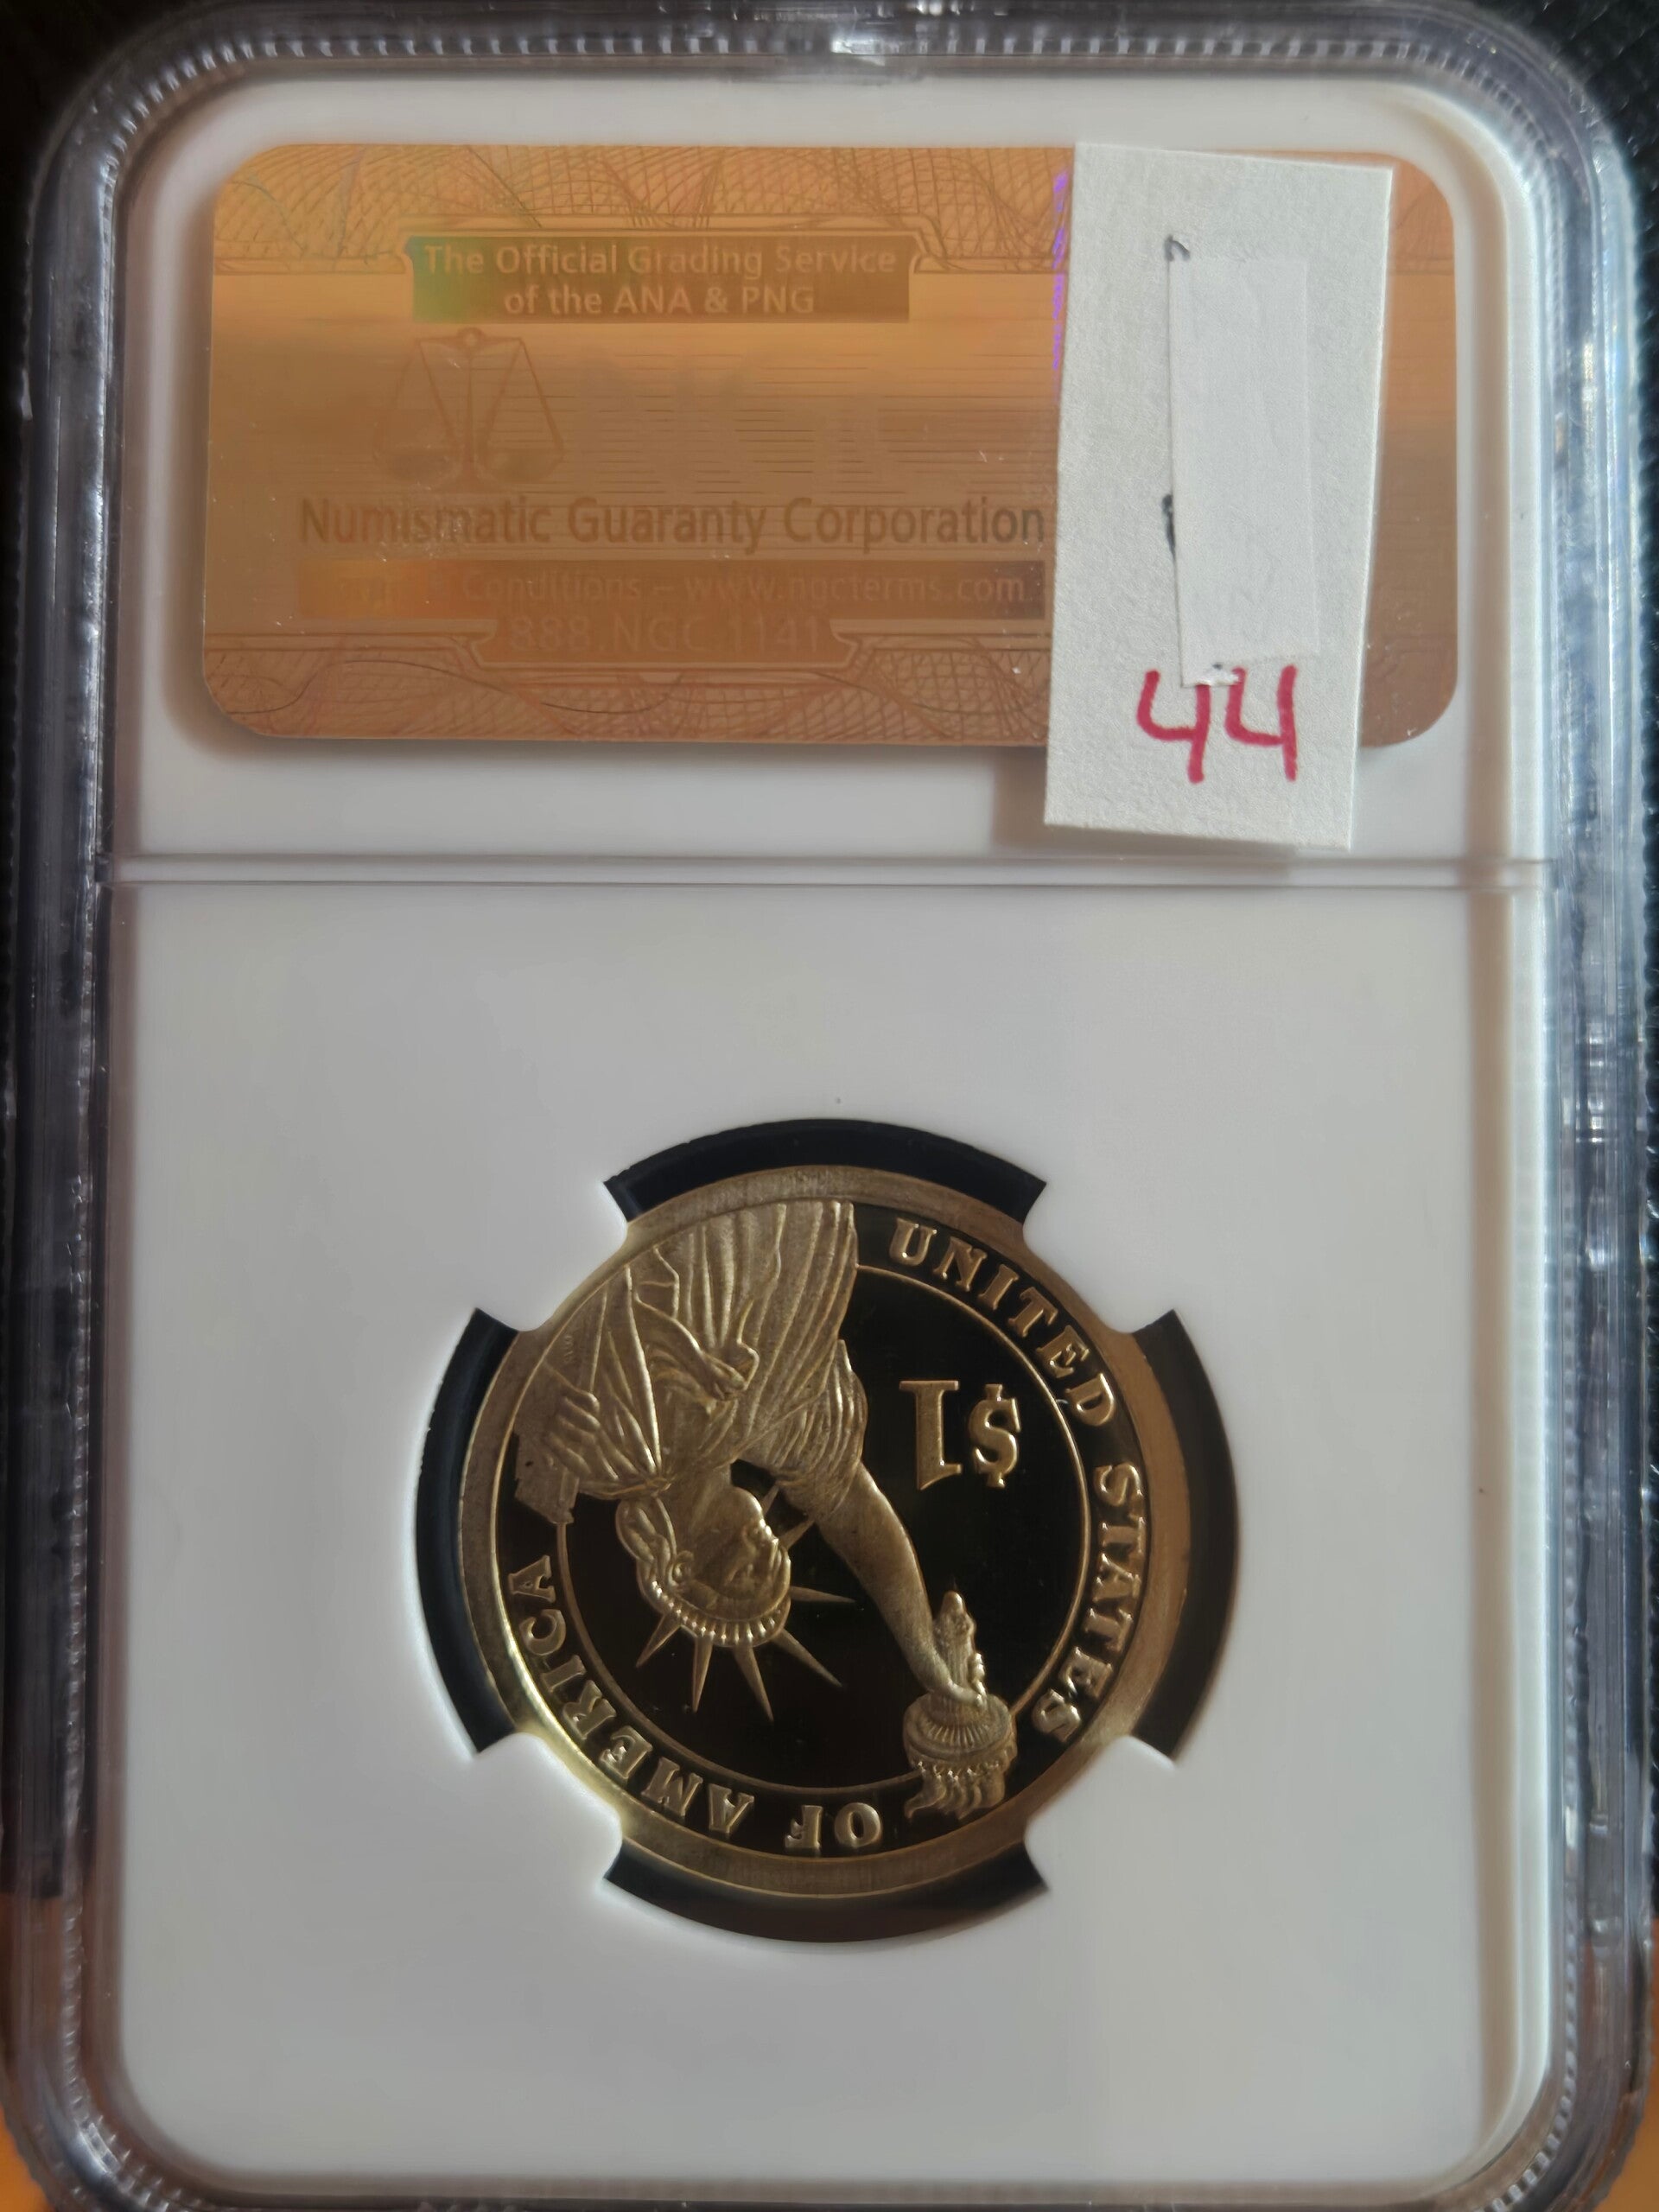 The Official Grading Service
of the ANA & PNG
Numismatic Guaranty Corporation
Conditions – www.ngcterms.com
888.NGC.1141
44
UNITED STATES OF AMERICA
$1